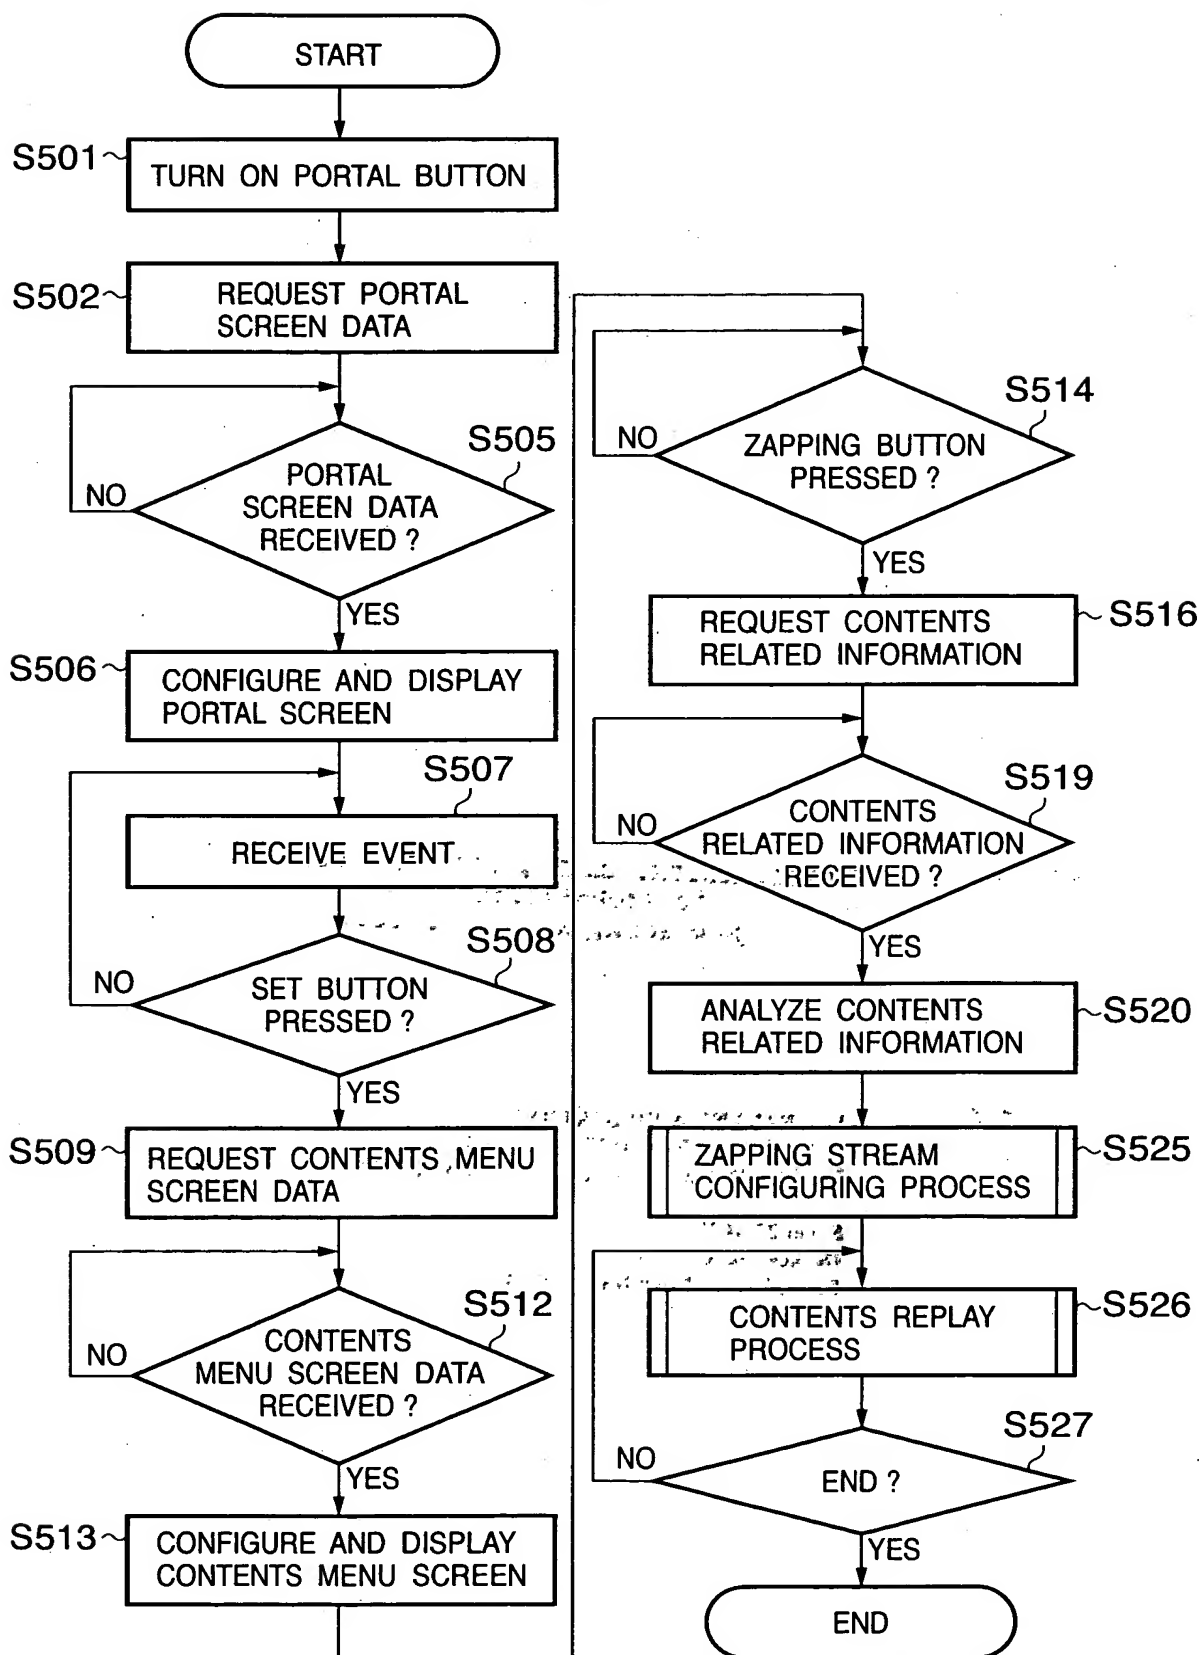 START
S501
TURN ON PORTAL BUTTON
S502
REQUEST PORTAL
SCREEN DATA
S505
PORTAL
SCREEN DATA
RECEIVED ?
NO
YES
S506
CONFIGURE AND DISPLAY
PORTAL SCREEN
S507
RECEIVE EVENT
S508
SET BUTTON
PRESSED ?
NO
YES
S509
REQUEST CONTENTS MENU
SCREEN DATA
S512
CONTENTS
MENU SCREEN DATA
RECEIVED ?
NO
YES
S513
CONFIGURE AND DISPLAY
CONTENTS MENU SCREEN
S514
ZAPPING BUTTON
PRESSED ?
NO
YES
S516
REQUEST CONTENTS
RELATED INFORMATION
S519
CONTENTS
RELATED INFORMATION
RECEIVED ?
NO
YES
S520
ANALYZE CONTENTS
RELATED INFORMATION
S525
ZAPPING STREAM
CONFIGURING PROCESS
S526
CONTENTS REPLAY
PROCESS
S527
END ?
NO
YES
END